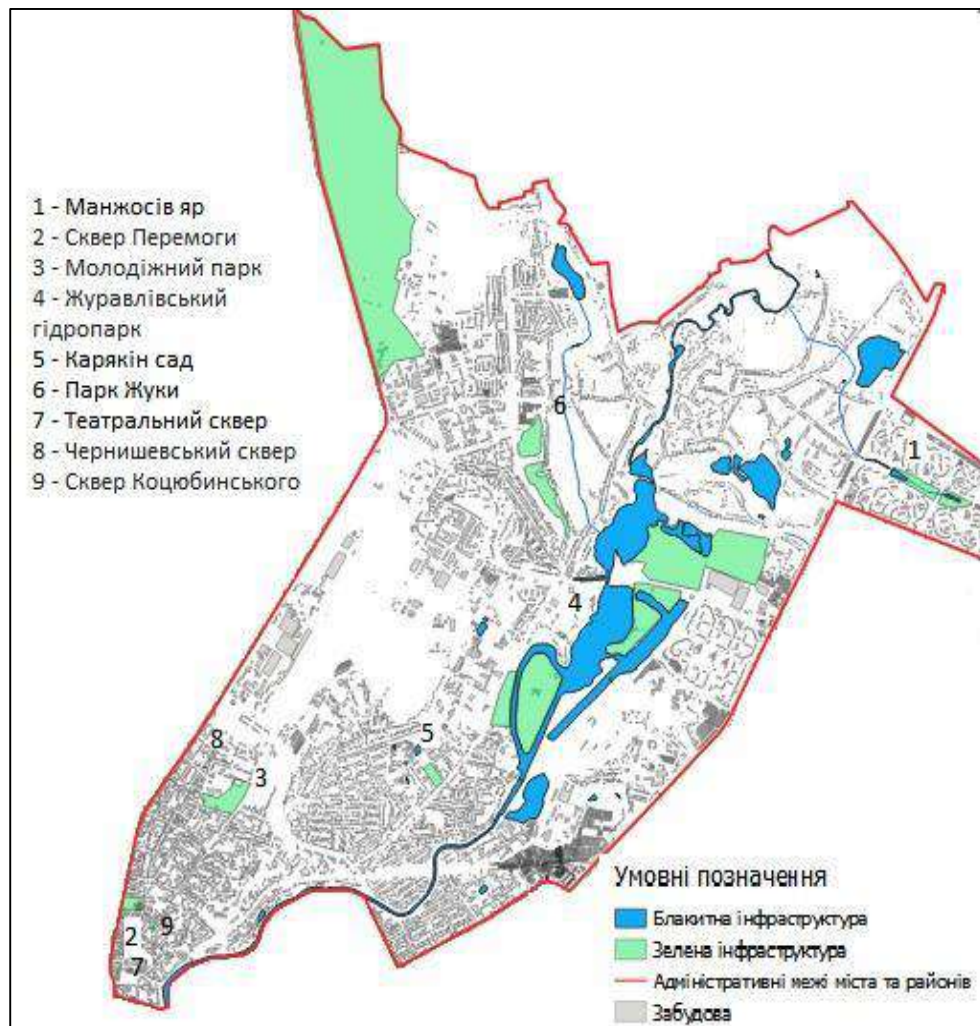 1 - Манжосів яр
2 - Сквер Перемоги
3 - Молодіжний парк
4 - Журавлівський
гідропарк
5 - Карякін сад
6 - Парк Жуки
7 - Театральний сквер
8 - Чернишевський сквер
9 - Сквер Коцюбинського
6
1
4
5
8
3
9
2
7
Умовні позначення
Блакитна інфраструктура
Зелена інфраструктура
Адміністративні межі міста та районів
Забудова